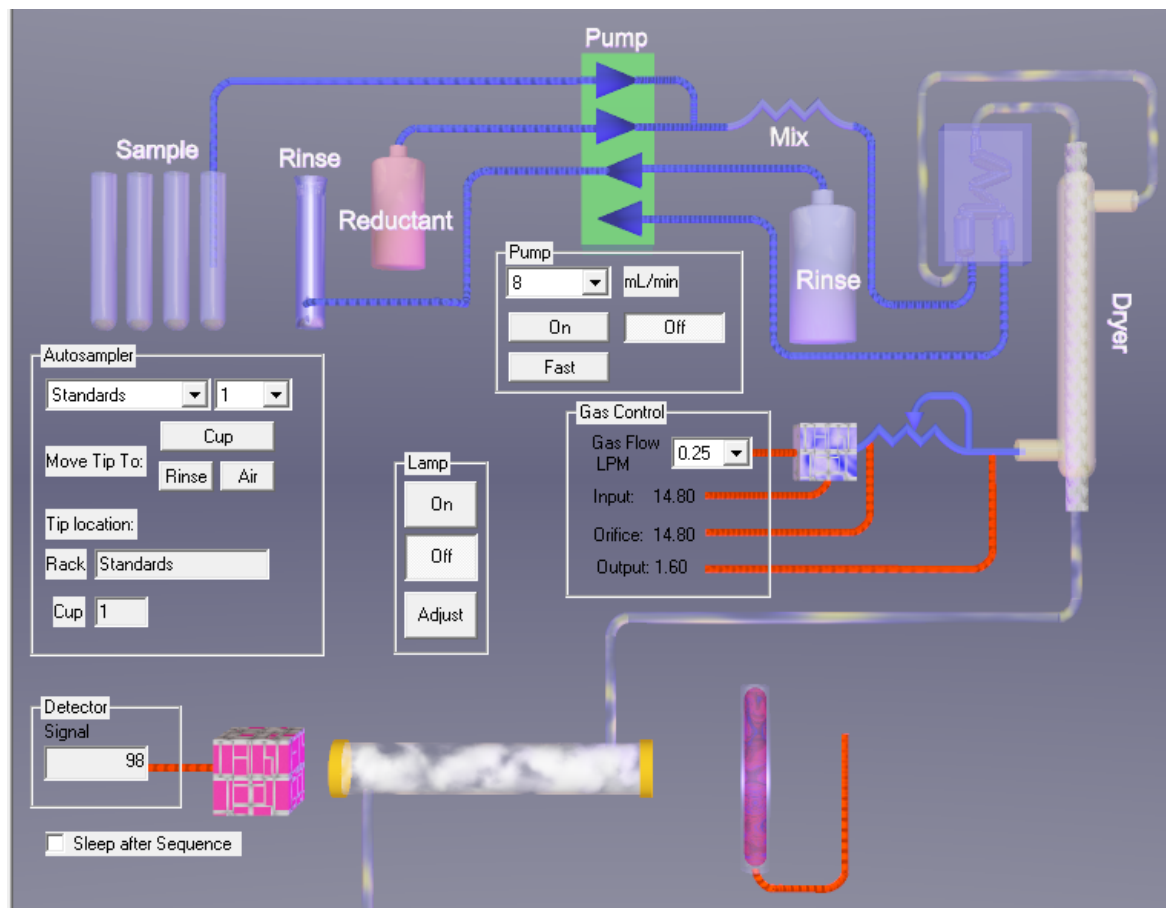 Pump
Sample
Rinse
Mix
Reductant
Rinse
Dryer
Pump
8
mL/min
On
Off
Fast
Autosampler
Standards
1
Cup
Move Tip To:
Rinse
Air
Tip location:
Rack
Standards
Cup
1
Lamp
On
Off
Adjust
Gas Control
Gas Flow
LPM
0.25
Input: 14.80
Orifice: 14.80
Output: 1.60
Detector
Signal
98
Sleep after Sequence